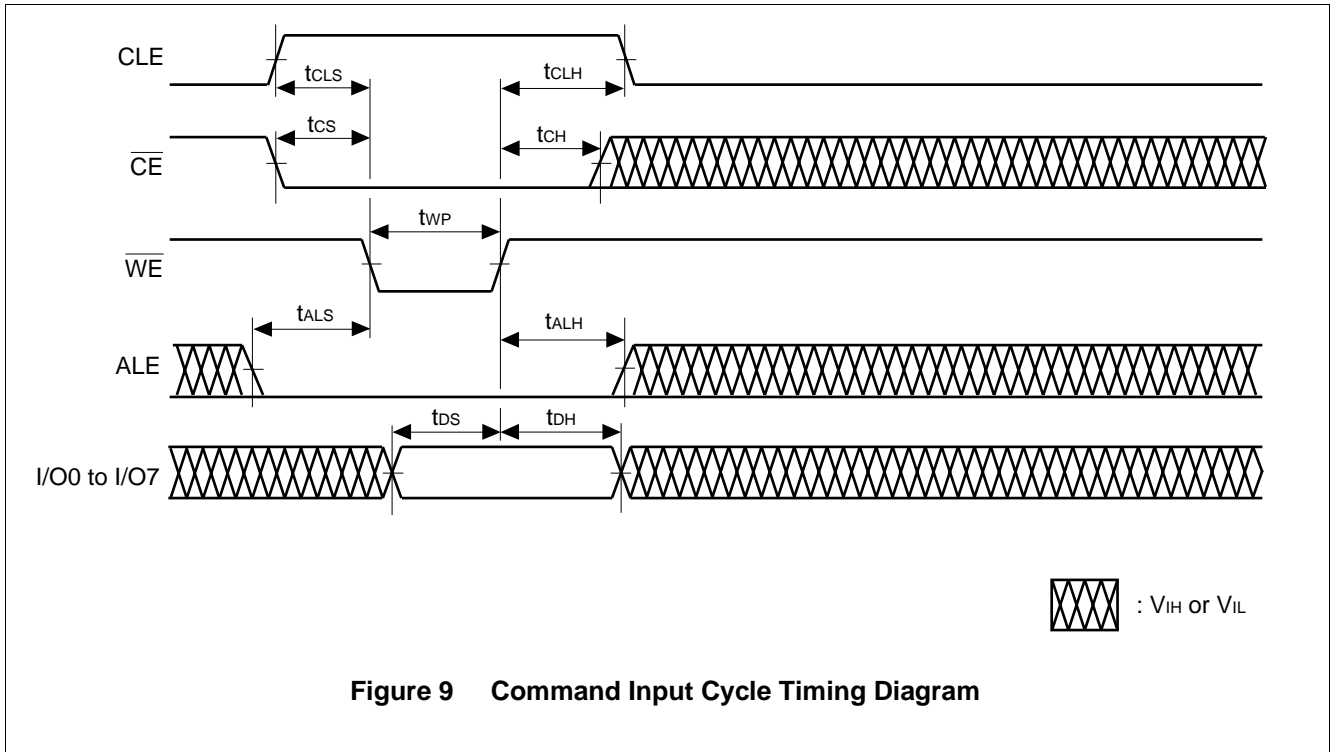 CLE
tCLS
tCLH
tCS
tCH
CE
tWP
WE
tALS
tALH
ALE
tDS
tDH
I/O0 to I/O7
: VIH or VIL
Figure 9 Command Input Cycle Timing Diagram